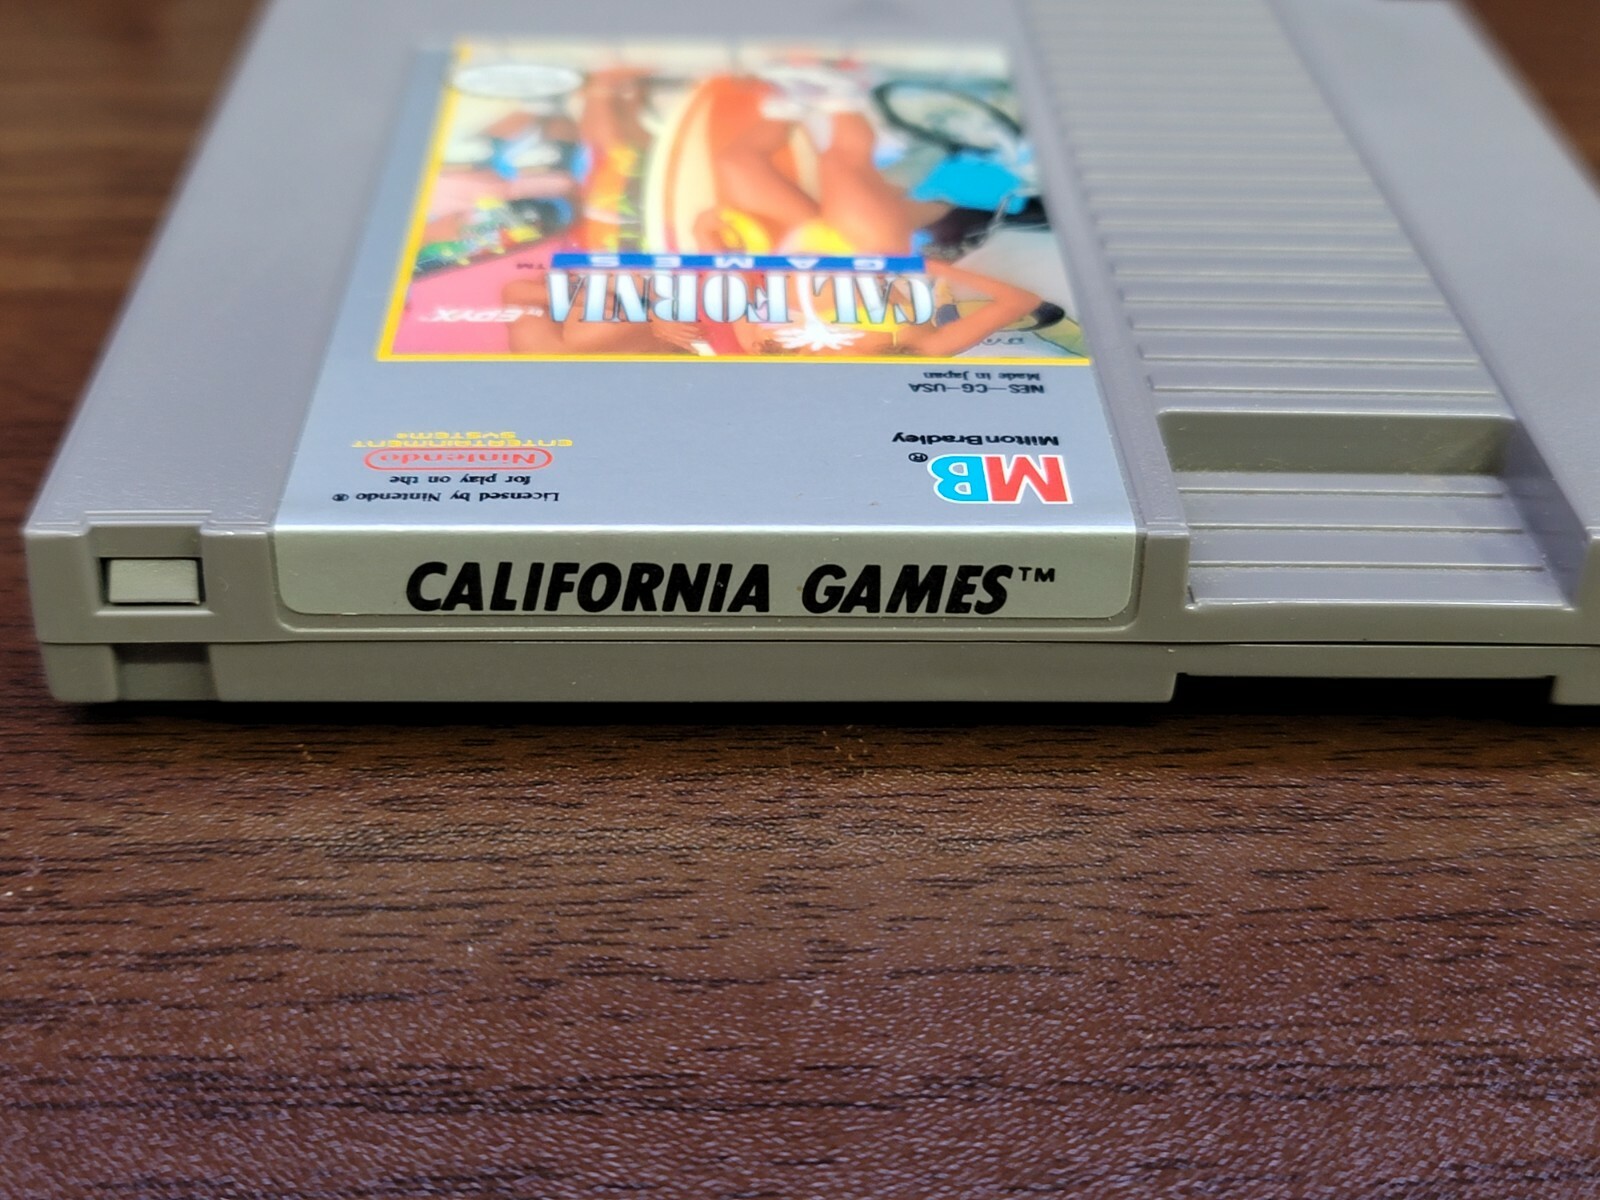 CALIFORNIA
GAMES
TM
by EPYX
NES-CG-USA
Made in Japan
MB®
Milton Bradley
Licensed by Nintendo®
for play on the
Nintendo
ENTERTAINMENT
SYSTEM®
CALIFORNIA GAMES™